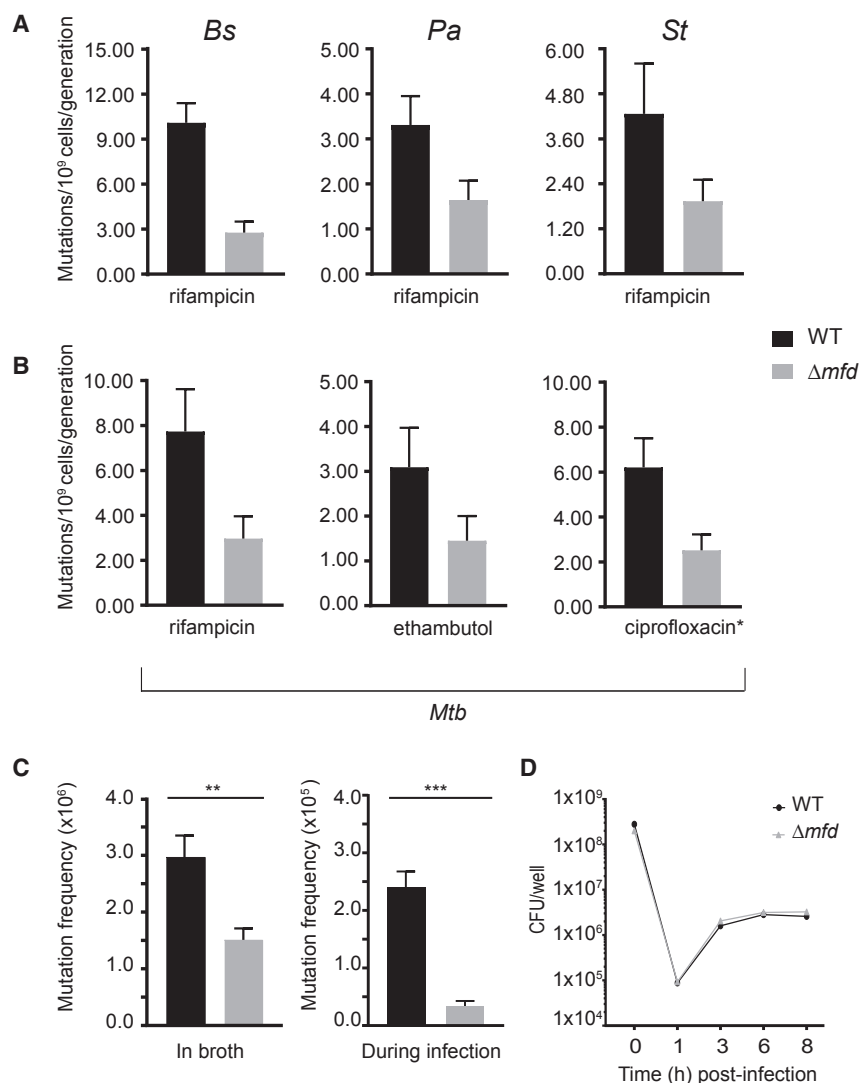 A
Bs
Pa
St
Mutations/10⁹ cells/generation
15.00
12.00
9.00
6.00
3.00
0.00
rifampicin
5.00
4.00
3.00
2.00
1.00
0.00
rifampicin
6.00
4.80
3.60
2.40
1.20
0.00
rifampicin
WT
Δmfd
B
Mutations/10⁹ cells/generation
10.00
8.00
6.00
4.00
2.00
0.00
rifampicin
5.00
4.00
3.00
2.00
1.00
0.00
ethambutol
10.00
8.00
6.00
4.00
2.00
0.00
ciprofloxacin*
Mtb
C
Mutation frequency (x10⁶)
4.0
3.0
2.0
1.0
0.0
**
In broth
Mutation frequency (x10⁵)
4.0
3.0
2.0
1.0
0.0
***
During infection
D
CFU/well
1x10⁹
1x10⁸
1x10⁷
1x10⁶
1x10⁵
1x10⁴
0 1 3 6 8
Time (h) post-infection
WT
Δmfd